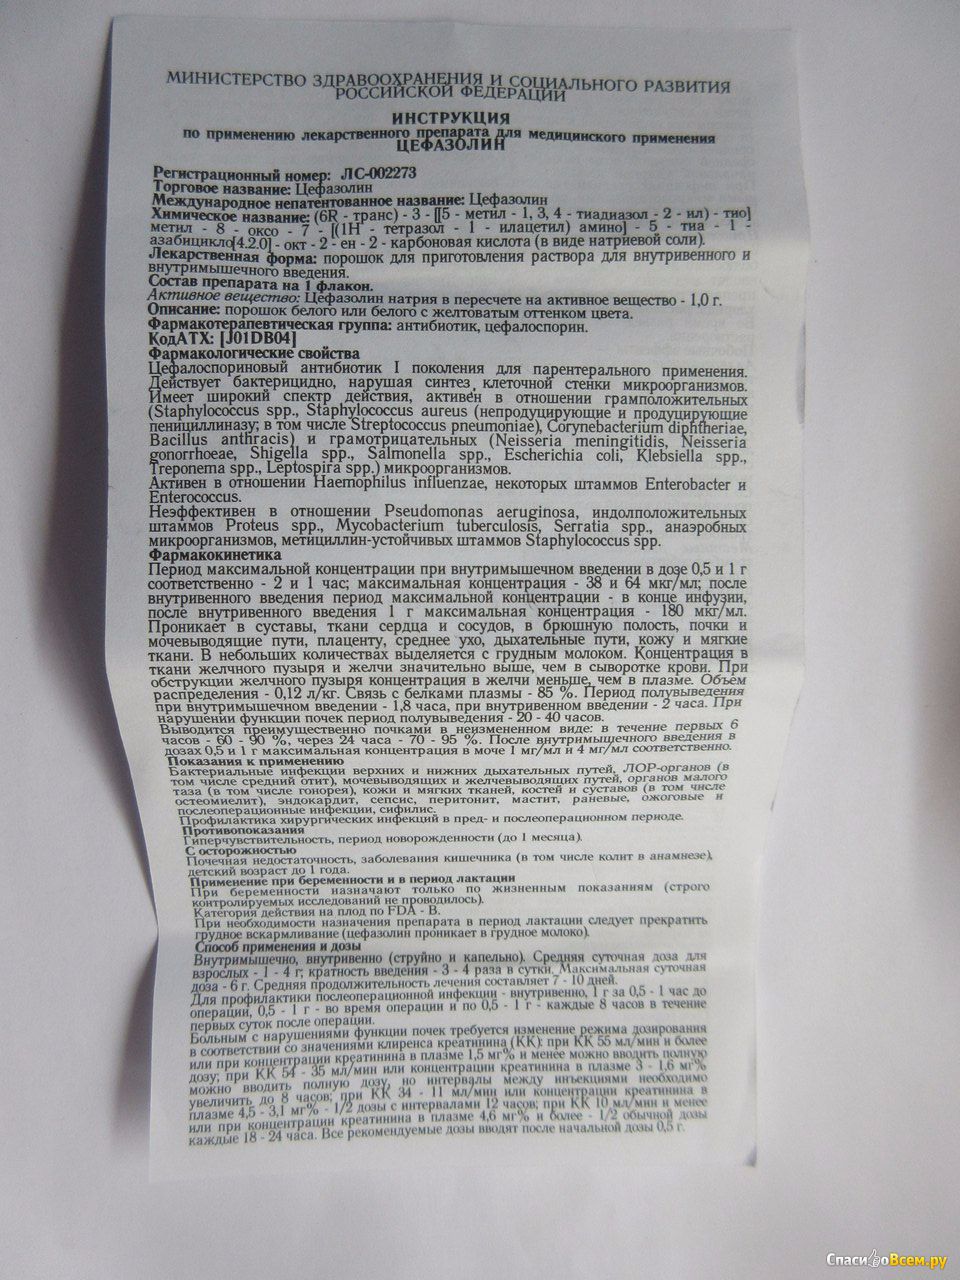 МИНИСТЕРСТВО ЗДРАВООХРАНЕНИЯ И СОЦИАЛЬНОГО РАЗВИТИЯ
РОССИЙСКОЙ ФЕДЕРАЦИИ
ИНСТРУКЦИЯ
по применению лекарственного препарата для медицинского применения
ЦЕФАЗОЛИН
Регистрационный номер: ЛС-002273
Торговое название: Цефазолин
Международное непатентованное название: Цефазолин
Химическое название: (6R - транс) - 3 - [[5 - метил - 1, 3, 4 - тиадиазол - 2 - ил) - тио]
метил - 8 - оксо - 7 - [(1H - тетразол - 1 - илацетил) амино] - 5 - тиа - 1 -
азабицикло[4.2.0] - окт - 2 - ен - 2 - карбоновая кислота (в виде натриевой соли).
Лекарственная форма: порошок для приготовления раствора для внутривенного и
внутримышечного введения.
Состав препарата на 1 флакон.
Активное вещество: Цефазолин натрия в пересчете на активное вещество - 1,0 г.
Описание: порошок белого или белого с желтоватым оттенком цвета.
Фармакотерапевтическая группа: антибиотик, цефалоспорин.
КодАТХ: [J01DB04]
Фармакологические свойства
Цефалоспориновый антибиотик I поколения для парентерального применения.
Действует бактерицидно, нарушая синтез клеточной стенки микроорганизмов.
Имеет широкий спектр действия, активен в отношении грамположительных
(Staphylococcus spp., Staphylococcus aureus (непродуцирующие и продуцирующие
пенициллиназу; в том числе Streptococcus pneumoniae), Corynebacterium diphtheriae,
Bacillus anthracis) и грамотрицательных (Neisseria meningitidis, Neisseria
gonorrhoeae, Shigella spp., Salmonella spp., Escherichia coli, Klebsiella spp.,
Treponema spp., Leptospira spp.) микроорганизмов.
Активен в отношении Haemophilus influenzae, некоторых штаммов Enterobacter и
Enterococcus.
Неэффективен в отношении Pseudomonas aeruginosa, индолположительных
штаммов Proteus spp., Mycobacterium tuberculosis, Serratia spp., анаэробных
микроорганизмов, метициллин-устойчивых штаммов Staphylococcus spp.
Фармакокинетика
Период максимальной концентрации при внутримышечном введении в дозе 0,5 и 1 г
соответственно - 2 и 1 час; максимальная концентрация - 38 и 64 мкг/мл; после
внутривенного введения период максимальной концентрации - в конце инфузии,
после внутривенного введения 1 г максимальная концентрация - 180 мкг/мл.
Проникает в суставы, ткани сердца и сосудов, в брюшную полость, почки и
мочевыводящие пути, плаценту, среднее ухо, дыхательные пути, кожу и мягкие
ткани. В небольших количествах выделяется с грудным молоком. Концентрация в
ткани желчного пузыря и желчи значительно выше, чем в сыворотке крови. При
обструкции желчного пузыря концентрация в желчи меньше, чем в плазме. Объем
распределения - 0,12 л/кг. Связь с белками плазмы - 85 %. Период полувыведения
при внутримышечном введении - 1,8 часа, при внутривенном введении - 2 часа. При
нарушении функции почек период полувыведения - 20 - 40 часов.
Выводится преимущественно почками в неизменном виде: в течение первых 6
часов - 60 - 90 %, через 24 часа - 70 - 95 %. После внутримышечного введения в
дозах 0,5 и 1 г максимальная концентрация в моче 1 мг/мл и 4 мг/мл соответственно.
Показания к применению
Бактериальные инфекции верхних и нижних дыхательных путей, ЛОР-органов (в
том числе средний отит), мочевыводящих и желчевыводящих путей, органов малого
таза (в том числе гонорея), кожи и мягких тканей, костей и суставов (в том числе
остеомиелит), эндокардит, сепсис, перитонит, мастит, раневые, ожоговые и
послеоперационные инфекции, сифилис.
Профилактика хирургических инфекций в пред- и послеоперационном периоде.
Противопоказания
Гиперчувствительность, период новорожденности (до 1 месяца).
С осторожностью
Почечная недостаточность, заболевания кишечника (в том числе колит в анамнезе),
детский возраст до 1 года.
Применение при беременности и в период лактации
При беременности назначают только по жизненным показаниям (строго
контролируемых исследований не проводилось).
Категория действия на плод по FDA - B.
При необходимости назначения препарата в период лактации следует прекратить
грудное вскармливание (цефазолин проникает в грудное молоко).
Способ применения и дозы
Внутримышечно, внутривенно (струйно и капельно). Средняя суточная доза для
взрослых - 1 - 4 г; кратность введения - 3 - 4 раза в сутки. Максимальная суточная
доза - 6 г. Средняя продолжительность лечения составляет 7 - 10 дней.
Для профилактики послеоперационной инфекции - внутривенно, 1 г за 0,5 - 1 час до
операции, 0,5 - 1 г - во время операции и по 0,5 - 1 г - каждые 8 часов в течение
первых суток после операции.
Больным с нарушениями функции почек требуется изменение режима дозирования
в соответствии со значениями клиренса креатинина (КК): при КК 55 мл/мин и более
или при концентрации креатинина в плазме 1,5 мг% и менее можно вводить полную
дозу; при КК 54 - 35 мл/мин или концентрации креатинина в плазме 3 - 1,6 мг%
можно вводить полную дозу, но интервалы между инъекциями необходимо
увеличить до 8 часов; при КК 34 - 11 мл/мин или концентрации креатинина в
плазме 4,5 - 3,1 мг% - 1/2 дозы с интервалами 12 часов; при КК 10 мл/мин и менее
или при концентрации креатинина в плазме 4,6 мг% и более - 1/2 обычной дозы
каждые 18 - 24 часа. Все рекомендуемые дозы вводят после начальной дозы 0,5 г.
СпасибоВсем.ру